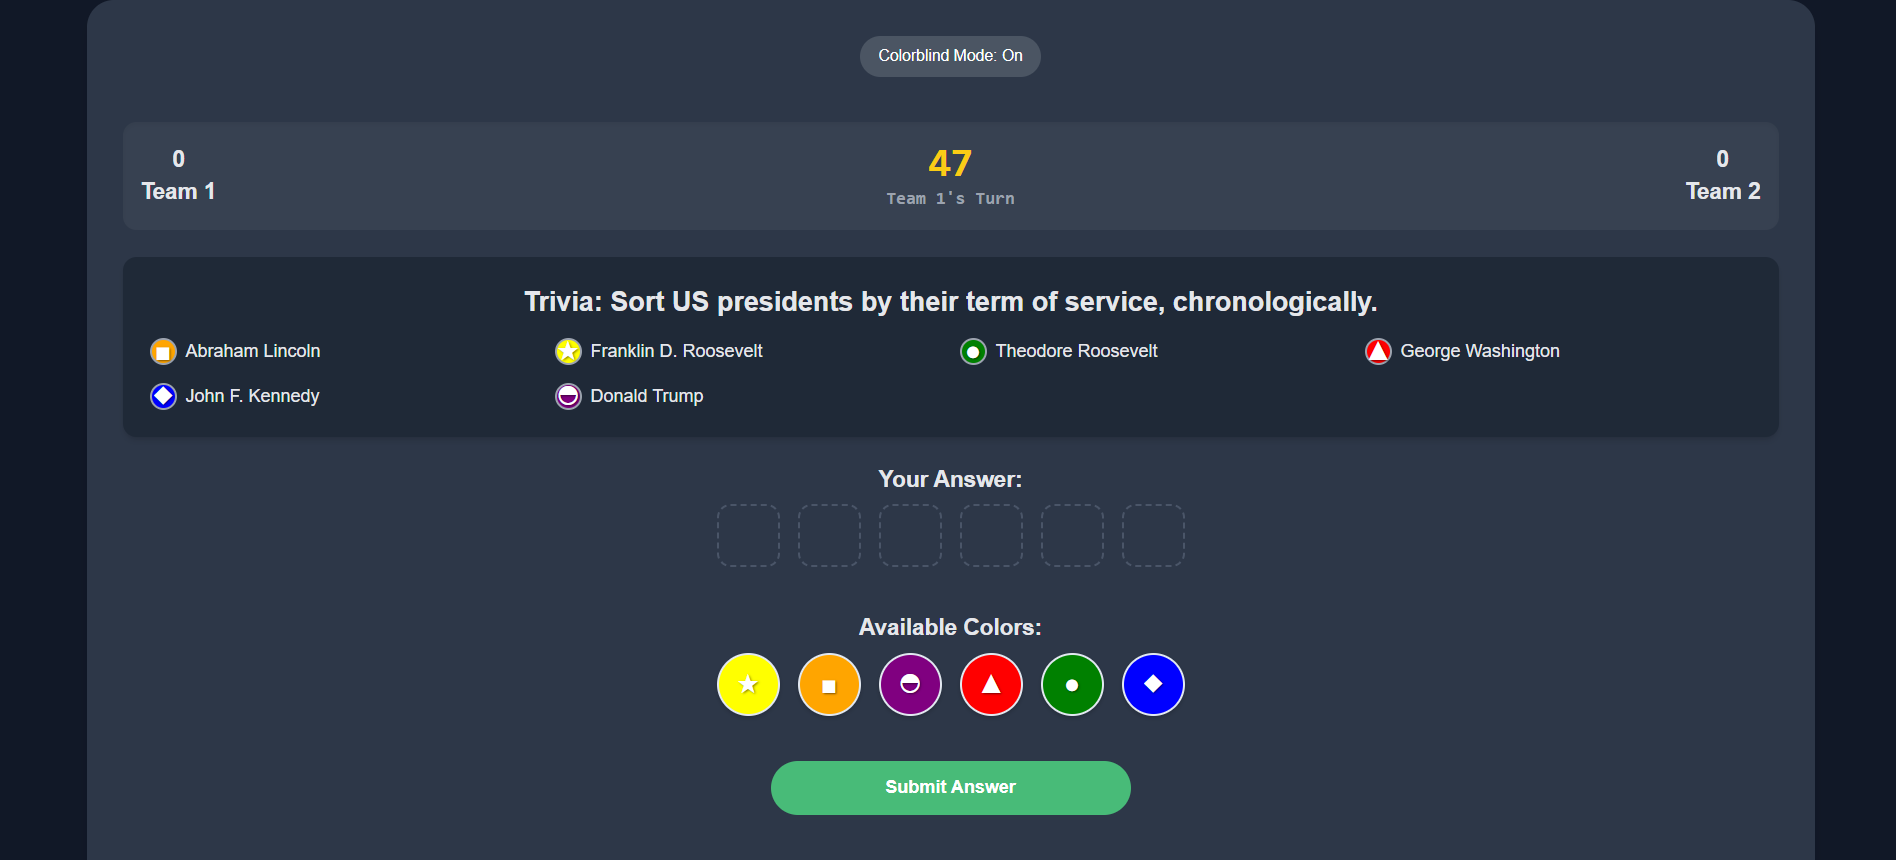 Colorblind Mode: On
0
Team 1
47
Team 1's Turn
0
Team 2
Trivia: Sort US presidents by their term of service, chronologically.
Abraham Lincoln
Franklin D. Roosevelt
Theodore Roosevelt
George Washington
John F. Kennedy
Donald Trump
Your Answer:
Available Colors:
Submit Answer